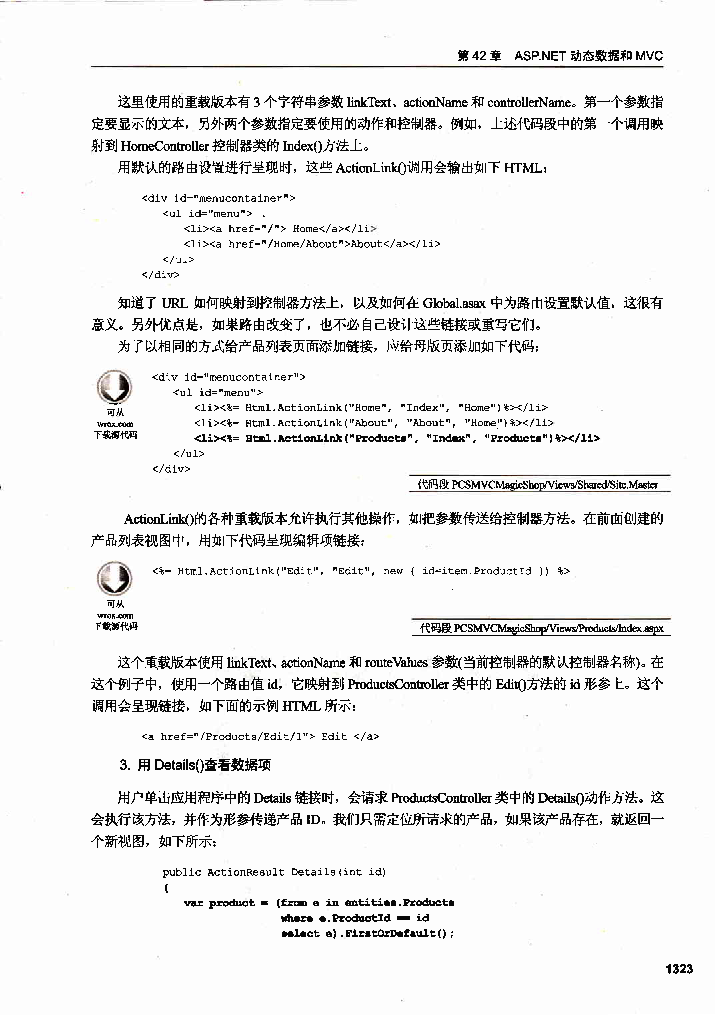 第 42 章 ASP.NET 动态数据和 MVC
这里使用的重载版本有 3 个字符串参数 linkText、actionName 和 controllerName。第一个参数指
定要显示的文本，另外两个参数指定要使用的动作和控制器。例如，上述代码段中的第一个调用映
射到 HomeController 控制器类的 Index()方法上。
用默认的路由设置进行呈现时，这些 ActionLink()调用会输出如下 HTML：
<div id="menucontainer">
<ul id="menu"> .
<li><a href="/"> Home</a></li>
<li><a href="/Home/About">About</a></li>
</ul>
</div>
知道了 URL 如何映射到控制器方法上，以及如何在 Global.asax 中为路由设置默认值，这很有
意义。另外优点是，如果路由改变了，也不必自己设计这些链接或重写它们。
为了以相同的方式给产品列表页面添加链接，应给母版页添加如下代码：
<div id="menucontainer">
<ul id="menu">
<li><%= Html.ActionLink("Home", "Index", "Home")%></li>
<li><%= Html.ActionLink("About", "About", "Home")%></li>
<li><%= Html.ActionLink("Products", "Index", "Products")%></li>
</ul>
</div>
可从
wrox.com
下载源代码
代码段 PCSMVCMagicShop/Views/Shared/Site.Master
ActionLink()的各种重载版本允许执行其他操作，如把参数传送给控制器方法。在前面创建的
产品列表视图中，用如下代码呈现编辑项链接：
<%= Html.ActionLink("Edit", "Edit", new { id=item.ProductId }) %>
可从
wrox.com
下载源代码
代码段 PCSMVCMagicShop/Views/Products/Index.aspx
这个重载版本使用 linkText、actionName 和 routeValues 参数(当前控制器的默认控制器名称)。在
这个例子中，使用一个路由值 id，它映射到 ProductsController 类中的 Edit()方法的 id 形参上。这个
调用会呈现链接，如下面的示例 HTML 所示：
<a href="/Products/Edit/1"> Edit </a>
3. 用 Details()查看数据项
用户单击应用程序中的 Details 链接时，会请求 ProductsController 类中的 Details()动作方法。这
会执行该方法，并作为形参传递产品 ID。我们只需定位所请求的产品，如果该产品存在，就返回一
个新视图，如下所示：
public ActionResult Details(int id)
{
var product = (from e in entities.Products
where e.ProductId == id
select e).FirstOrDefault();
1323